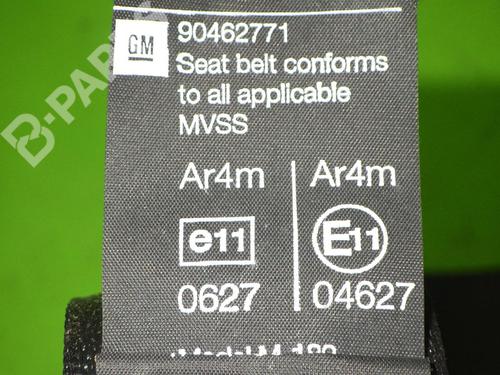 B-PARTS
GM 90462771
Seat belt conforms
to all applicable
MVSS
Ar4m Ar4m
e11 E11
0627 04627